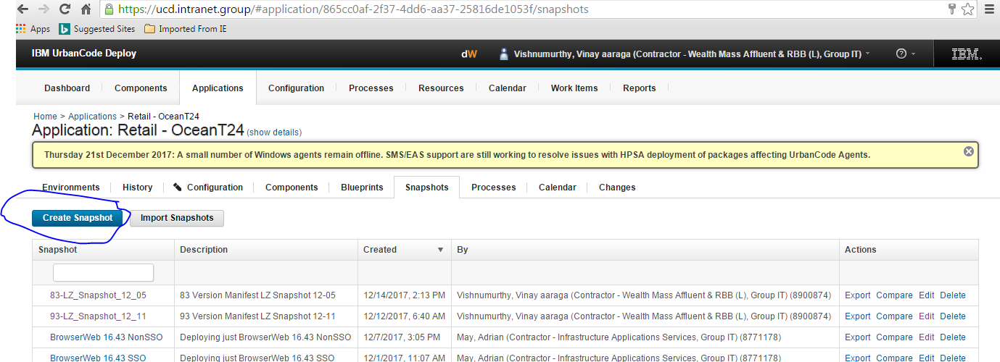 https://ucd.intranet.group/#application/865cc0af-2f37-4dd6-aa37-25816de1053f/snapshots
Apps Suggested Sites Imported From IE
IBM UrbanCode Deploy dW Vishnumurthy, Vinay aaraga (Contractor - Wealth Mass Affluent & RBB (L), Group IT) IBM.
Dashboard Components Applications Configuration Processes Resources Calendar Work Items Reports
Home > Applications > Retail - OceanT24
Application: Retail - OceanT24 (show details)
Thursday 21st December 2017: A small number of Windows agents remain offline. SMS/EAS support are still working to resolve issues with HPSA deployment of packages affecting UrbanCode Agents.
Environments History Configuration Components Blueprints Snapshots Processes Calendar Changes
Create Snapshot Import Snapshots
Snapshot Description Created By Actions
83-LZ_Snapshot_12_05 83 Version Manifest LZ Snapshot 12-05 12/14/2017, 2:13 PM Vishnumurthy, Vinay aaraga (Contractor - Wealth Mass Affluent & RBB (L), Group IT) (8900874) Export Compare Edit Delete
93-LZ_Snapshot_12_11 93 Version Manifest LZ Snapshot 12-11 12/12/2017, 6:40 AM Vishnumurthy, Vinay aaraga (Contractor - Wealth Mass Affluent & RBB (L), Group IT) (8900874) Export Compare Edit Delete
BrowserWeb 16.43 NonSSO Deploying just BrowserWeb 16.43 NonSSO 12/7/2017, 3:05 PM May, Adrian (Contractor - Infrastructure Applications Services, Group IT) (8771178) Export Compare Edit Delete
BrowserWeb 16.43 SSO Deploying just BrowserWeb 16.43 SSO 12/1/2017, 11:07 AM May, Adrian (Contractor - Infrastructure Applications Services, Group IT) (8771178) Export Compare Edit Delete